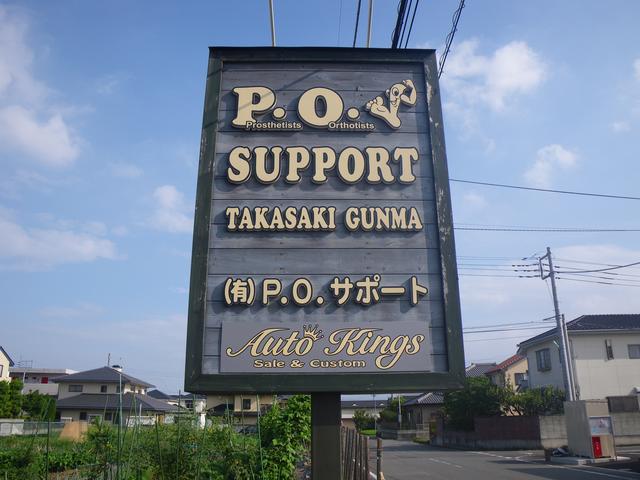 P. O.
Prosthetists Orthotists
SUPPORT
TAKASAKI GUNMA
(有)P.O.サポート
Auto Kings
Sale & Custom